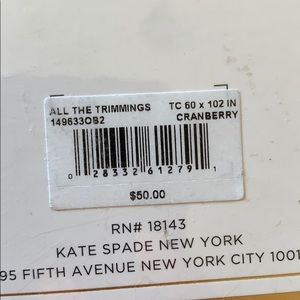 ALL THE TRIMMINGS TC 60 x 102 IN
149633OB2 CRANBERRY
0 28332 61279 1
$50.00
RN# 18143
KATE SPADE NEW YORK
95 FIFTH AVENUE NEW YORK CITY 1001